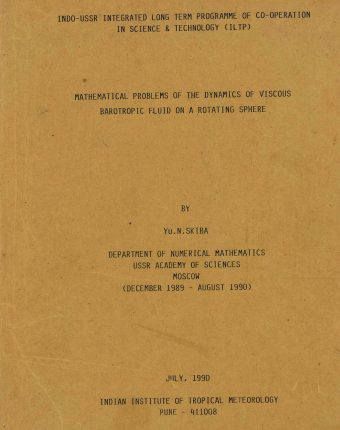 INDO-USSR INTEGRATED LONG TERM PROGRAMME OF CO-OPERATION
IN SCIENCE & TECHNOLOGY (ILTP)
MATHEMATICAL PROBLEMS OF THE DYNAMICS OF VISCOUS
BAROTROPIC FLUID ON A ROTATING SPHERE
BY
Yu.N.SKIBA
DEPARTMENT OF NUMERICAL MATHEMATICS
USSR ACADEMY OF SCIENCES
MOSCOW
(DECEMBER 1989 - AUGUST 1990)
JULY, 1990
INDIAN INSTITUTE OF TROPICAL METEOROLOGY
PUNE - 411008